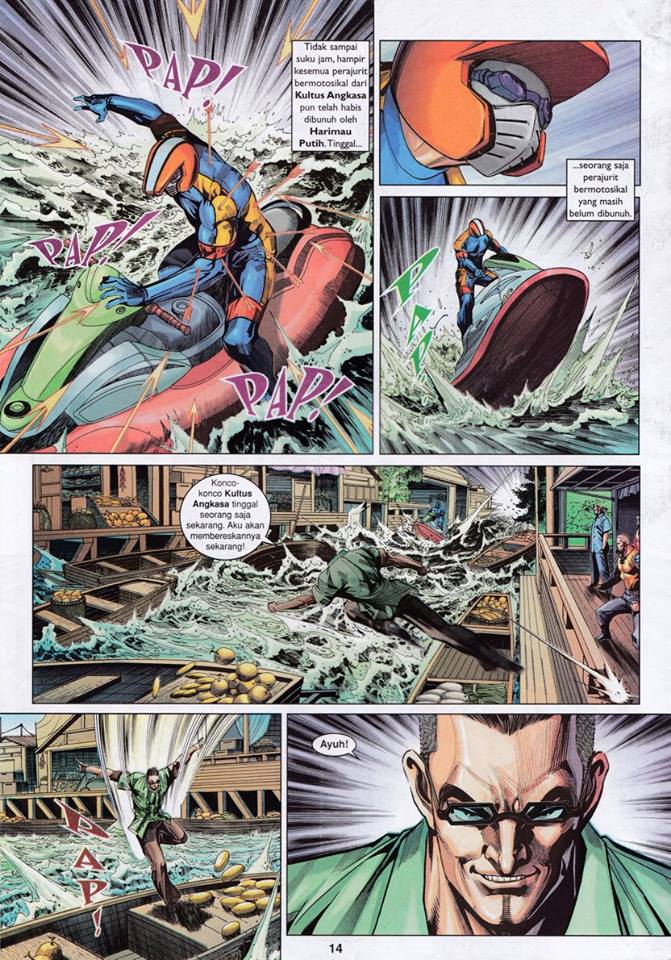 PAP!
Tidak sampai
suku jam, hampir
kesemua perajurit
bermotosikal dari
Kultus Angkasa
pun telah habis
dibunuh oleh
Harimau
Putih. Tinggal...
PAP!
PAP!
...seorang saja
perajurit
bermotosikal
yang masih
belum dibunuh.
PAP!
Konco-
konco Kultus
Angkasa tinggal
seorang saja
sekarang. Aku akan
membereskannya
sekarang!
PAP!
Ayuh!
14